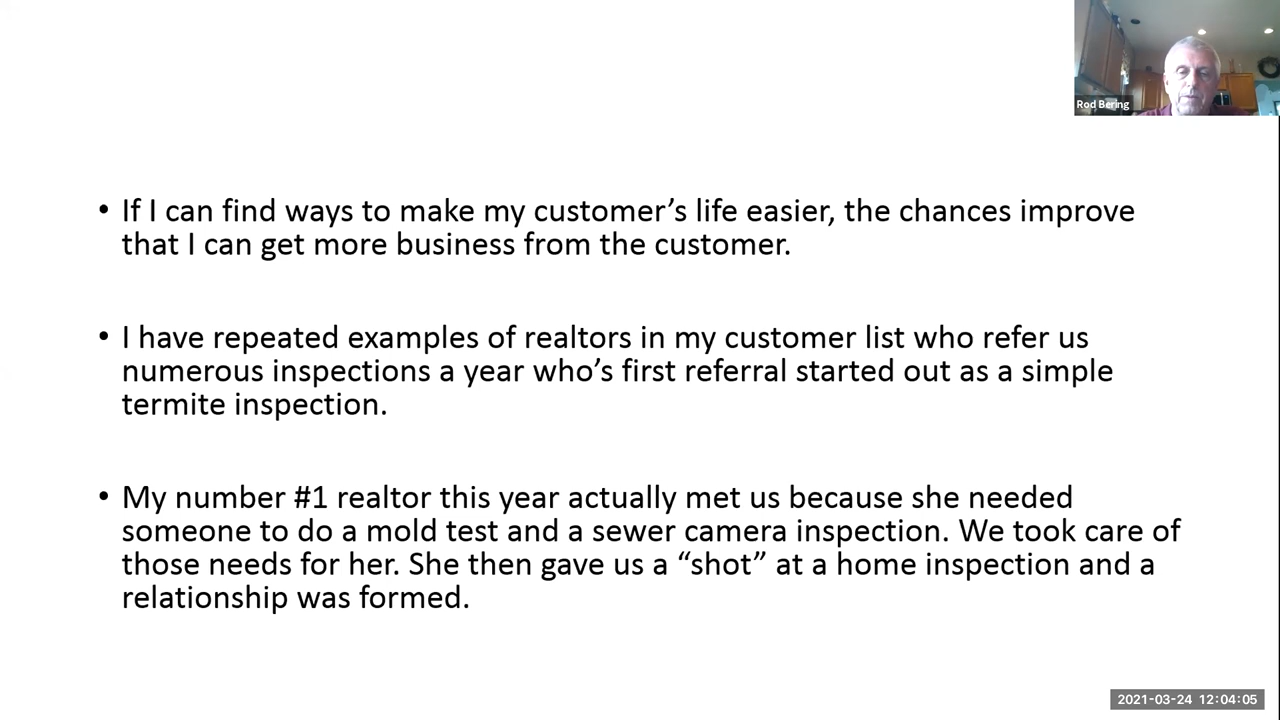 Rod Bering
• If I can find ways to make my customer’s life easier, the chances improve
that I can get more business from the customer.
• I have repeated examples of realtors in my customer list who refer us
numerous inspections a year who’s first referral started out as a simple
termite inspection.
• My number #1 realtor this year actually met us because she needed
someone to do a mold test and a sewer camera inspection. We took care of
those needs for her. She then gave us a “shot” at a home inspection and a
relationship was formed.
2021-03-24 12:04:05